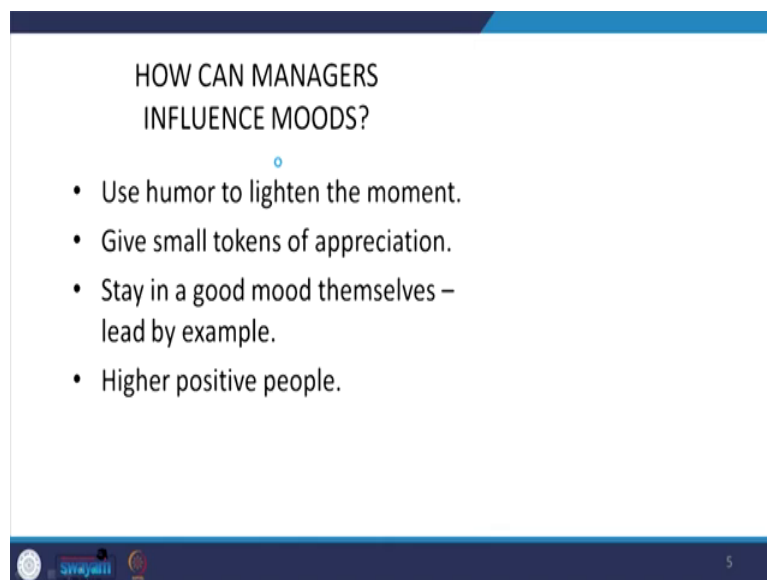 HOW CAN MANAGERS
INFLUENCE MOODS?
• Use humor to lighten the moment.
• Give small tokens of appreciation.
• Stay in a good mood themselves –
lead by example.
• Higher positive people.
swayam
5